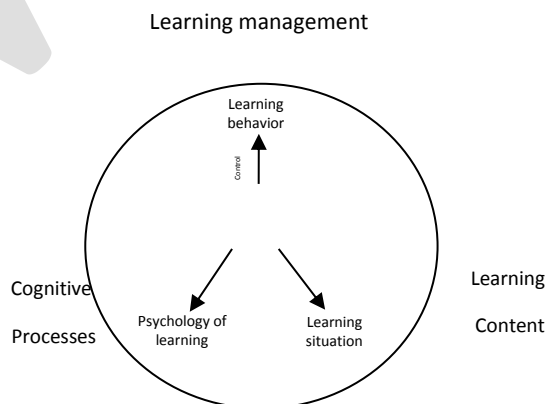 Learning management
Learning
behavior
Control
Cognitive
Processes
Psychology of
learning
Learning
situation
Learning
Content